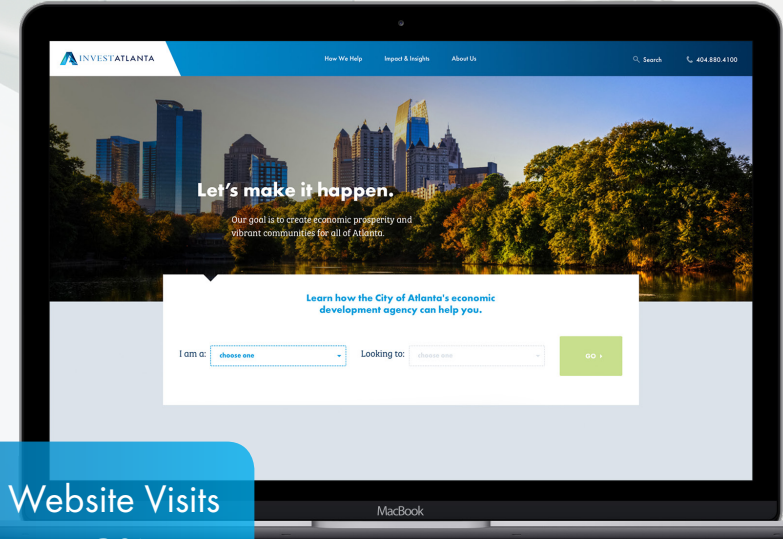 INVESTATLANTA
How We Help Impact & Insights About Us Search 404.880.4100
Let's make it happen.
Our goal is to create economic prosperity and
vibrant communities for all of Atlanta.
Learn how the City of Atlanta's economic
development agency can help you.
I am a: choose one Looking to: choose one GO ›
Website Visits
MacBook